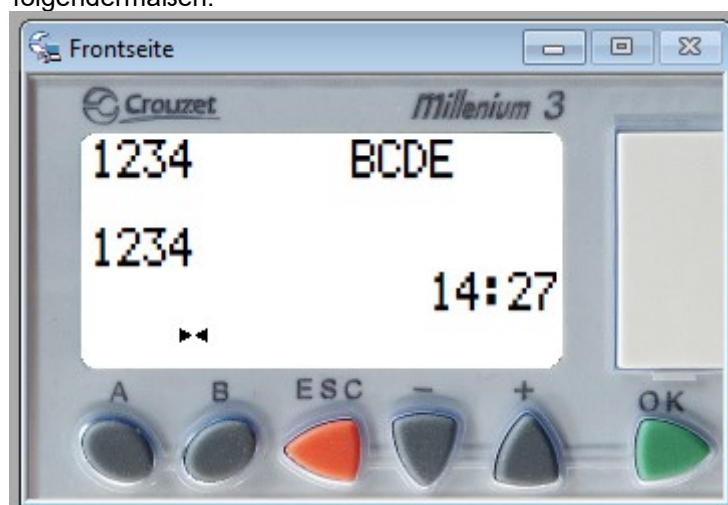 folgendermaßen:
Frontseite
Crouzet Millenium 3
1234 BCDE
1234
14:27
A B ESC - + OK